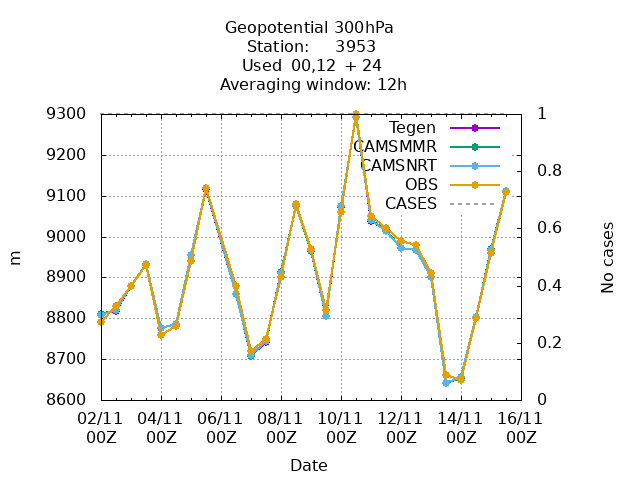 Geopotential 300hPa
Station: 3953
Used 00,12 + 24
Averaging window: 12h
9300
9200
9100
9000
8900
8800
8700
8600
m
1
0.8
0.6
0.4
0.2
0
No cases
Tegen
CAMSMMR
CAMSNRT
OBS
CASES
02/11 04/11 06/11 08/11 10/11 12/11 14/11 16/11
00Z 00Z 00Z 00Z 00Z 00Z 00Z 00Z
Date